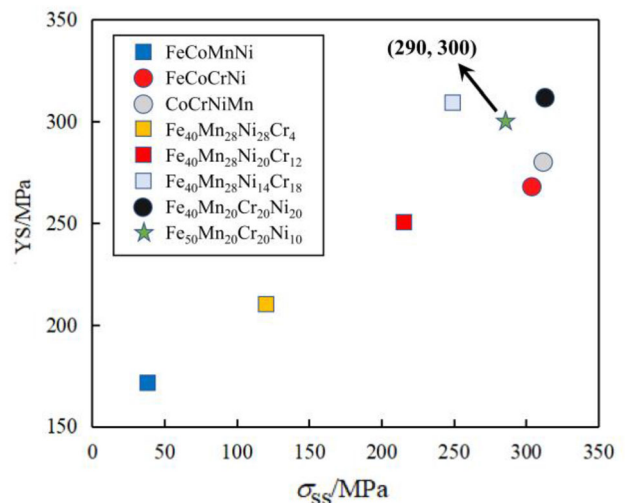 350
300
250
200
150
YS/MPa
FeCoMnNi
FeCoCrNi
CoCrNiMn
Fe₄₀Mn₂₈Ni₂₈Cr₄
Fe₄₀Mn₂₈Ni₂₀Cr₁₂
Fe₄₀Mn₂₈Ni₁₄Cr₁₈
Fe₄₀Mn₂₀Cr₂₀Ni₂₀
Fe₅₀Mn₂₀Cr₂₀Ni₁₀
(290, 300)
0 50 100 150 200 250 300 350
σSS/MPa